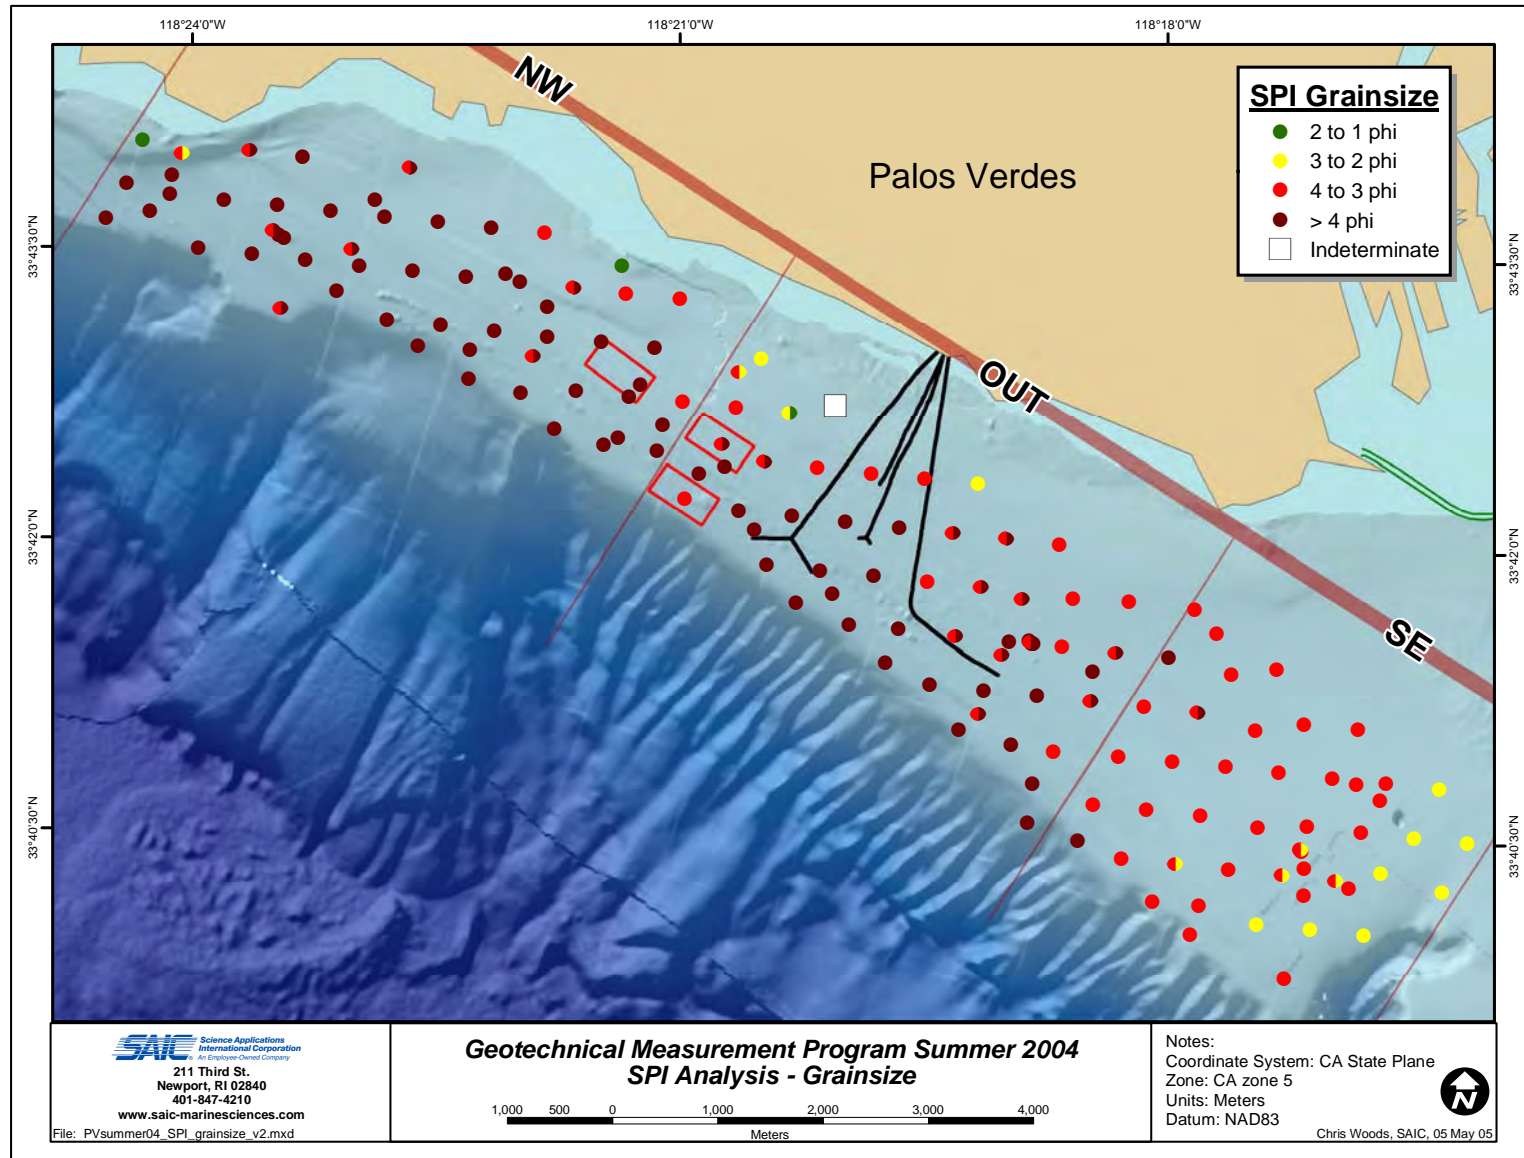 118°24'0"W
118°21'0"W
118°18'0"W
NW
SPI Grainsize
2 to 1 phi
3 to 2 phi
4 to 3 phi
> 4 phi
Indeterminate
Palos Verdes
33°43'30"N
33°43'30"N
OUT
33°42'0"N
33°42'0"N
SE
33°40'30"N
33°40'30"N
SAIC
Science Applications
International Corporation
An Employee-Owned Company
211 Third St.
Newport, RI 02840
401-847-4210
www.saic-marinesciences.com
File: PVsummer04_SPI_grainsize_v2.mxd
Geotechnical Measurement Program Summer 2004
SPI Analysis - Grainsize
1,000 500 0 1,000 2,000 3,000 4,000
Meters
Notes:
Coordinate System: CA State Plane
Zone: CA zone 5
Units: Meters
Datum: NAD83
N
Chris Woods, SAIC, 05 May 05